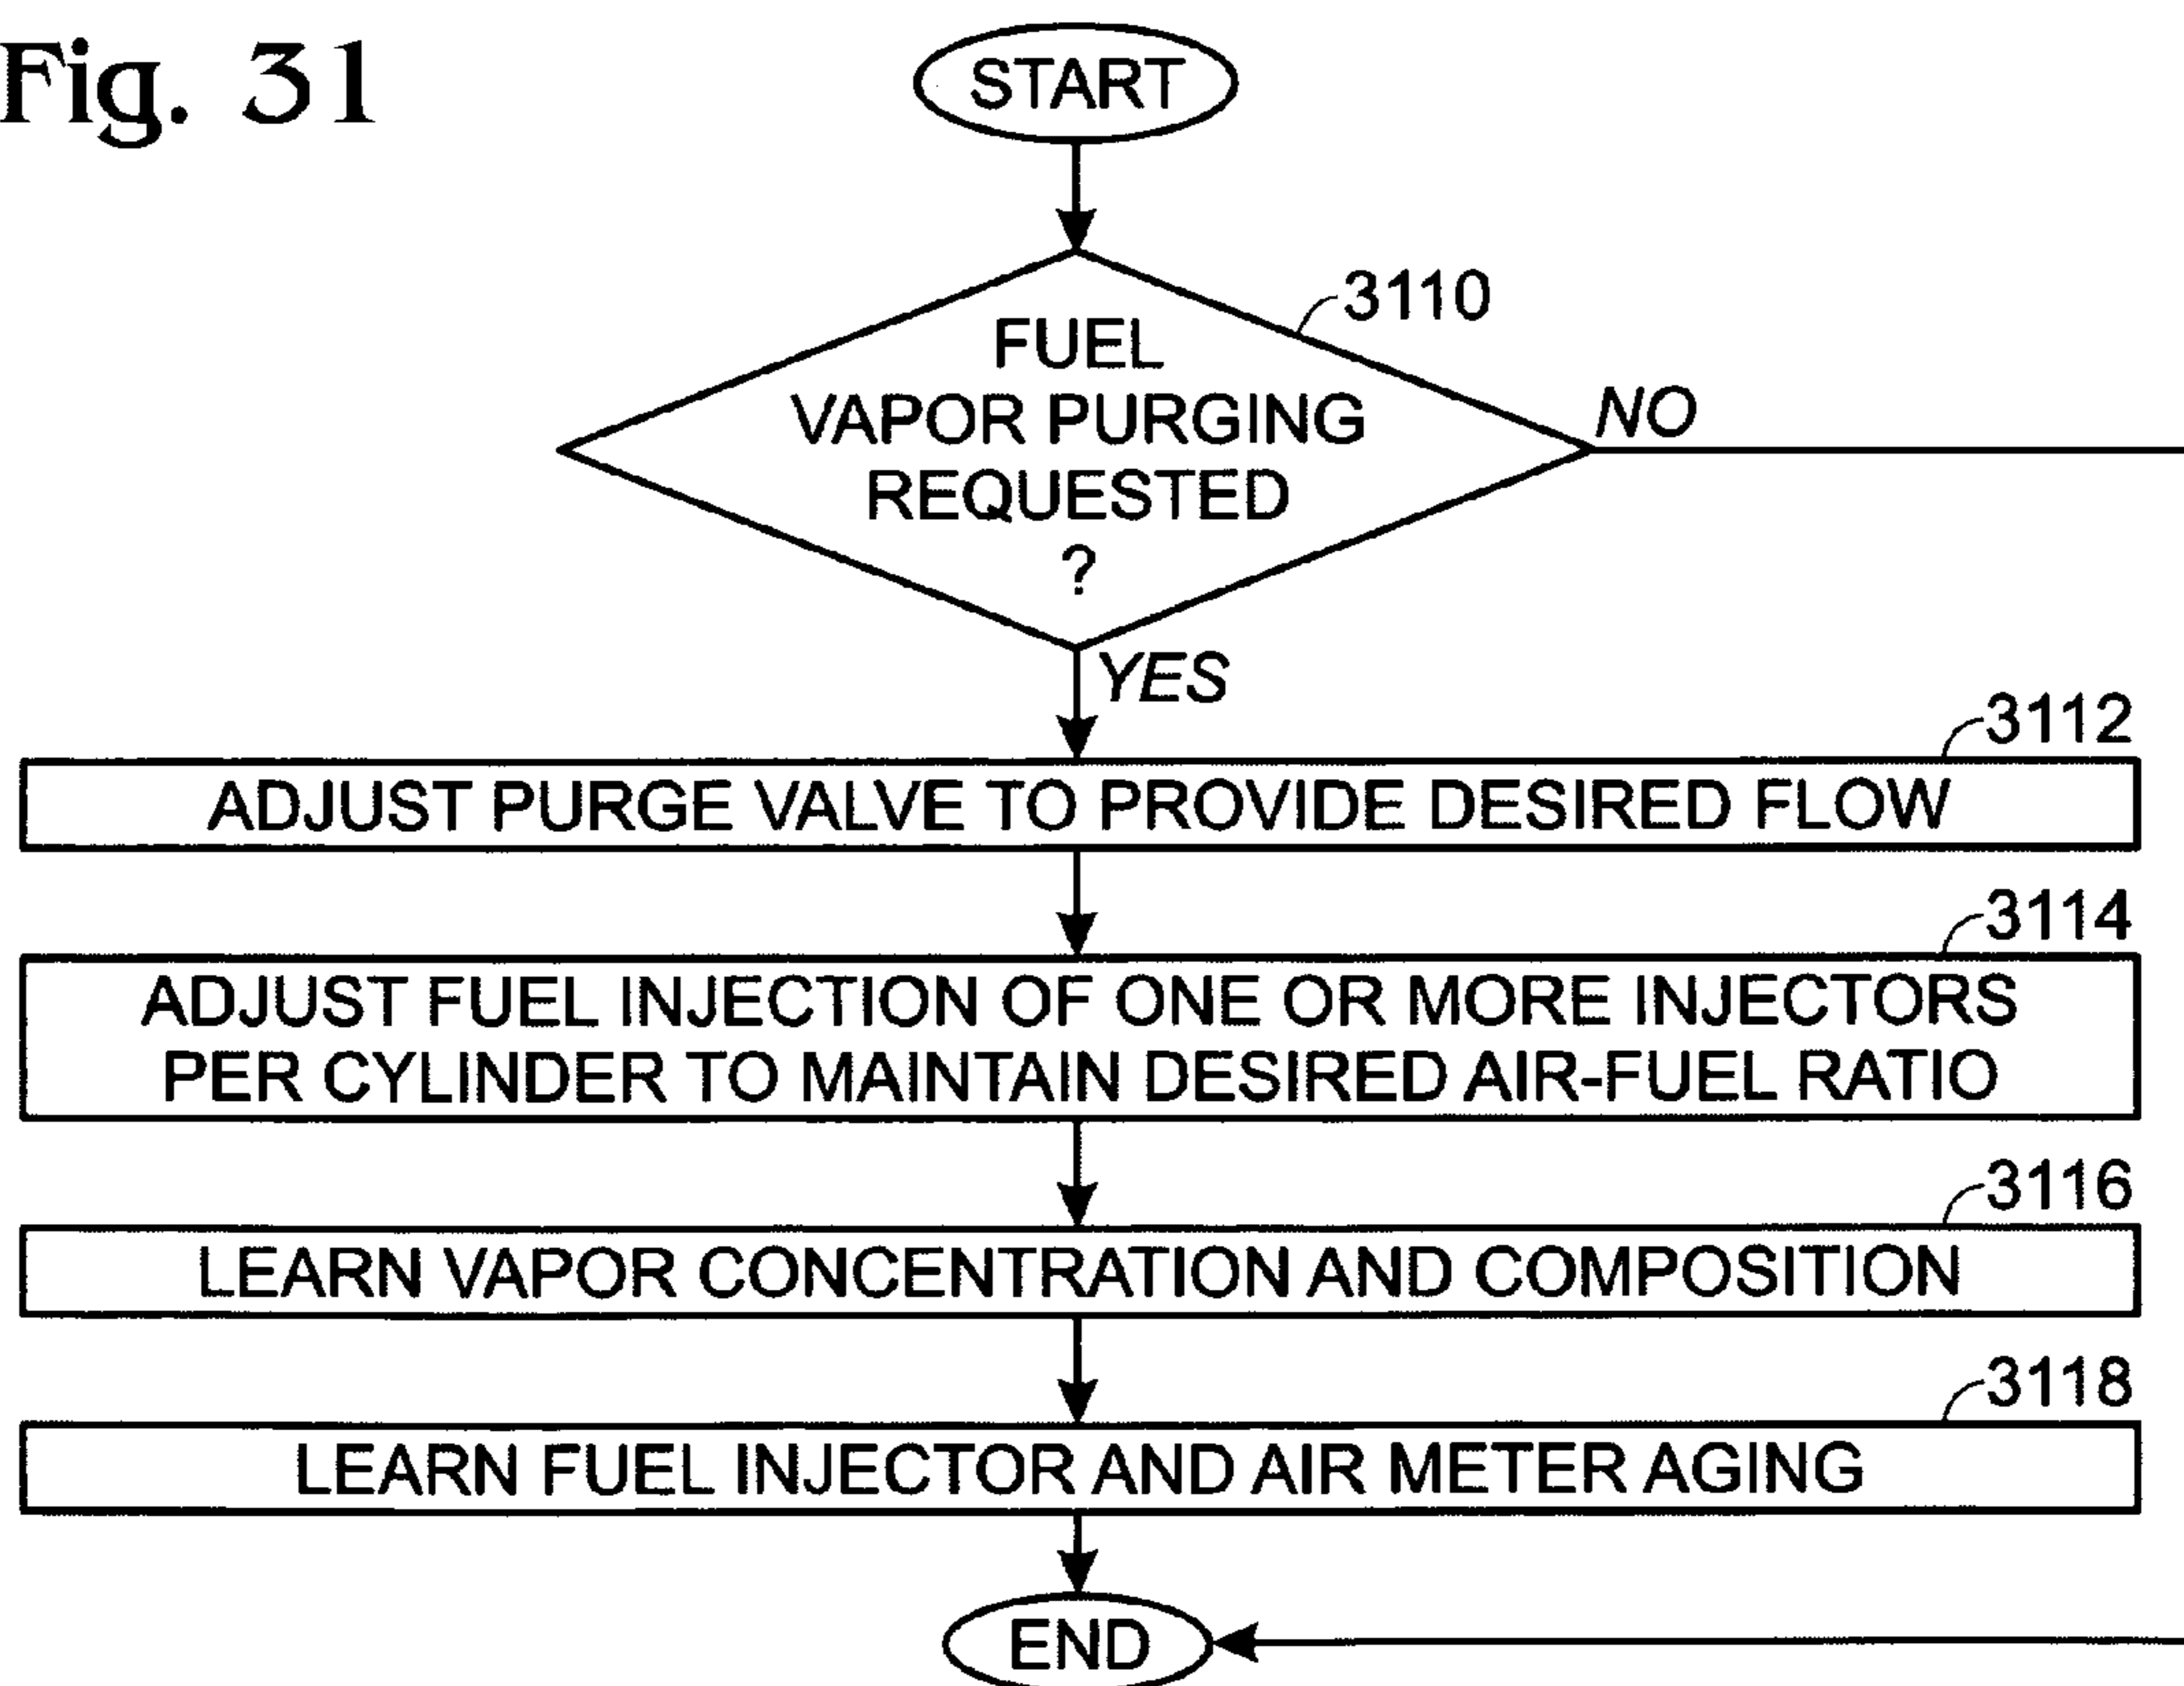 Fig. 31
START
3110
FUEL
VAPOR PURGING
REQUESTED
?
NO
YES
3112
ADJUST PURGE VALVE TO PROVIDE DESIRED FLOW
3114
ADJUST FUEL INJECTION OF ONE OR MORE INJECTORS
PER CYLINDER TO MAINTAIN DESIRED AIR-FUEL RATIO
3116
LEARN VAPOR CONCENTRATION AND COMPOSITION
3118
LEARN FUEL INJECTOR AND AIR METER AGING
END